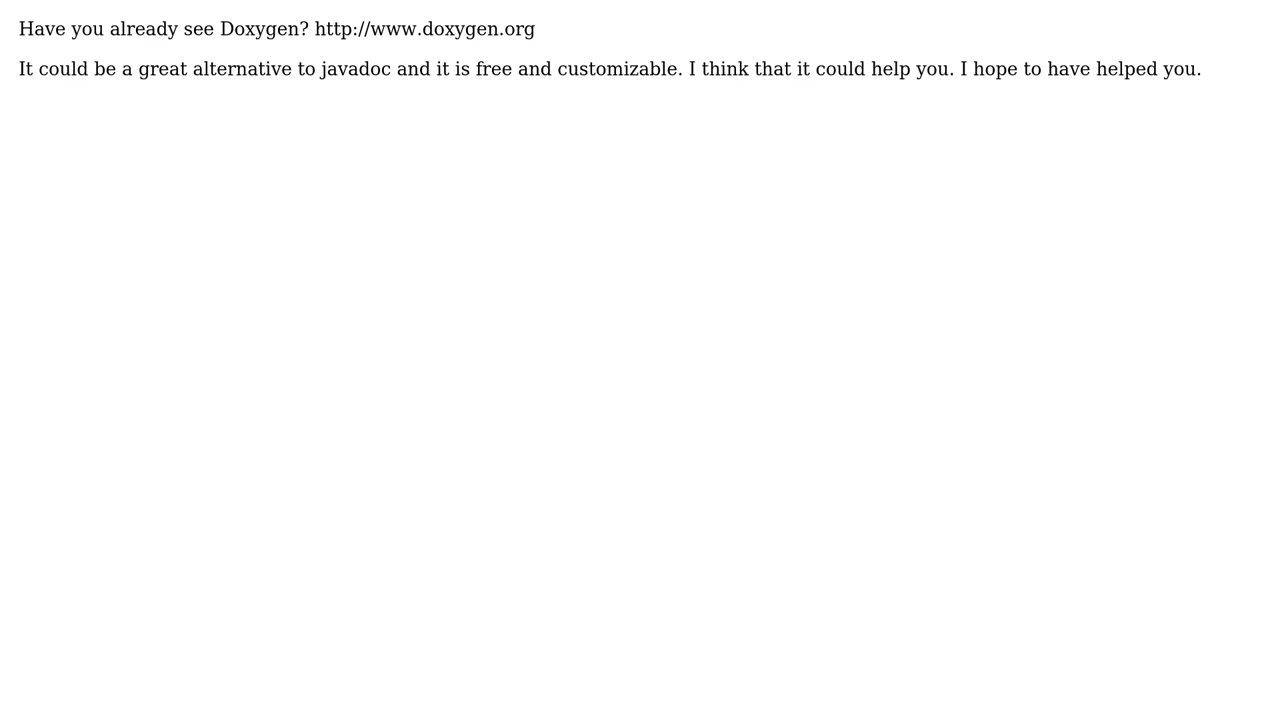 Have you already see Doxygen? http://www.doxygen.org
It could be a great alternative to javadoc and it is free and customizable. I think that it could help you. I hope to have helped you.